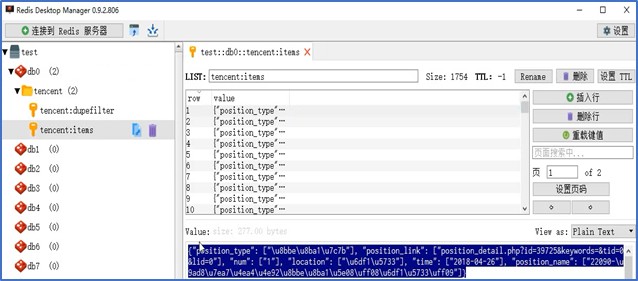 Redis Desktop Manager 0.9.2.806
连接到 Redis 服务器
设置
test
db0 (2)
tencent (2)
tencent:dupefilter
tencent:items
db1 (0)
db2 (0)
db3 (0)
db4 (0)
db5 (0)
db6 (0)
db7 (0)
test::db0::tencent:items
LIST: tencent:items Size: 1754 TTL: -1 Rename 删除 设置 TTL
row value
1 ["position_type"…
2 ["position_type"…
3 ["position_type"…
4 ["position_type"…
5 ["position_type"…
6 ["position_type"…
7 ["position_type"…
8 ["position_type"…
9 ["position_type"…
10 ["position_type"…
插入行
删除行
重载键值
页面搜索中...
页 1 of 2
设置页码
Value: size: 277.00 bytes View as: Plain Text
{"position_type": ["\u8bbe\u8ba1\u7c7b"], "position_link": ["position_detail.php?id=39725&keywords=&tid=0
&lid=0"], "num": ["1"], "location": ["\u6df1\u5733"], "time": ["2018-04-26"], "position_name": ["22090-\u
9ad8\u7ea7\u4ea4\u4e92\u8bbe\u8ba1\u5e08\uff08\u6df1\u5733\uff09"]}